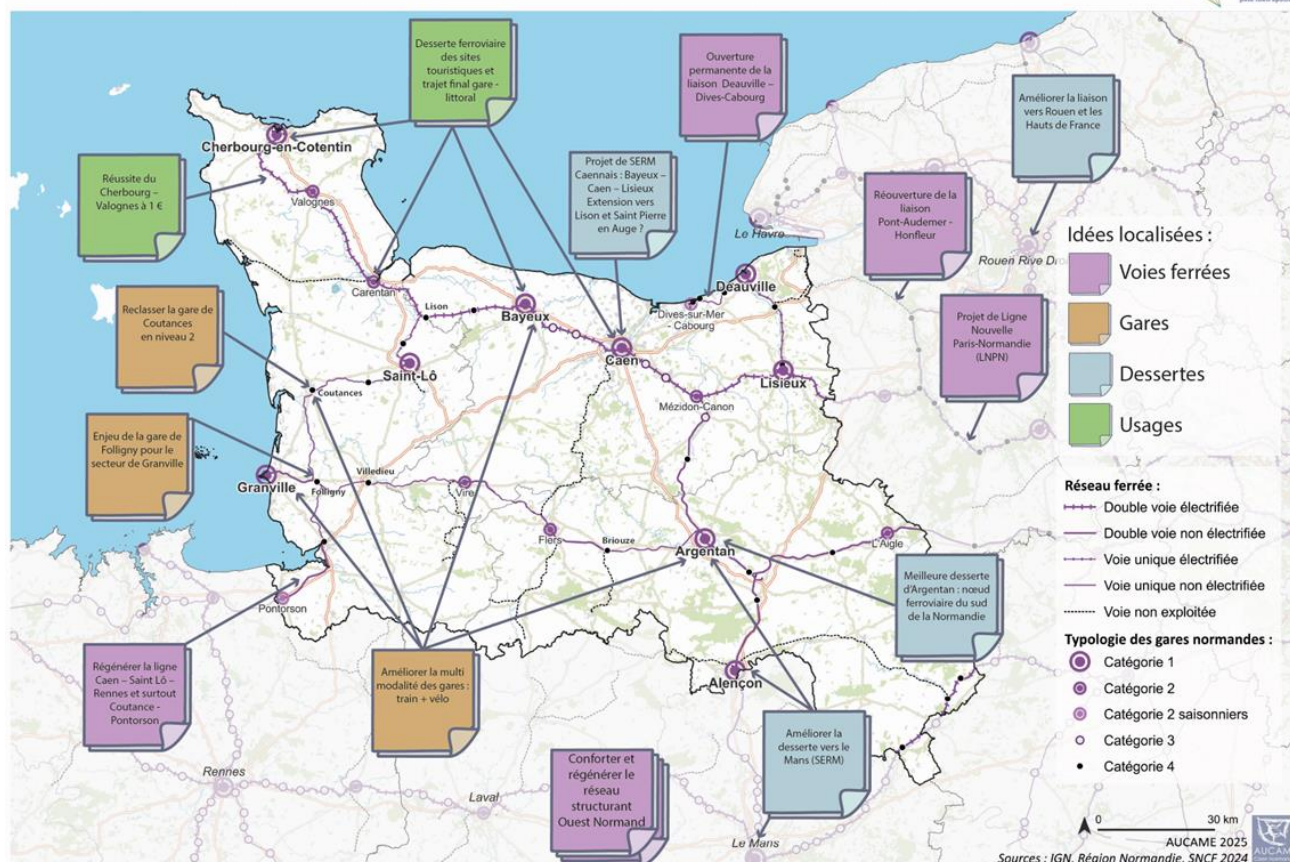 Desserte ferroviaire
des sites
touristiques et
trajet final gare -
littoral
Ouverture
permanente de la
liaison Deauville –
Dives-Cabourg
Améliorer la liaison
vers Rouen et les
Hauts de France
Réussite du
Cherbourg –
Valognes à 1 €
Projet de SERM
Caennais : Bayeux –
Caen – Lisieux
Extension vers
Lison et Saint Pierre
en Auge ?
Réouverture de la
liaison
Pont-Audemer -
Honfleur
Reclasser la gare de
Coutances
en niveau 2
Projet de Ligne
Nouvelle
Paris-Normandie
(LNPN)
Enjeu de la gare de
Folligny pour le
secteur de
Granville
Meilleure desserte
d'Argentan : nœud
ferroviaire du sud
de la Normandie
Régénérer la ligne
Caen – Saint Lô –
Rennes et surtout
Coutance -
Pontorson
Améliorer la multi
modalité des gares :
train + vélo
Améliorer la
desserte vers le
Mans (SERM)
Conforter et
régénérer le
réseau
structurant
Ouest Normand
Cherbourg-en-Cotentin
Valognes
Carentan
Lison
Bayeux
Saint-Lô
Coutances
Caen
Dives-sur-Mer
- Cabourg
Deauville
Le Havre
Rouen Rive Dro
Lisieux
Mézidon-Canon
Granville
Folligny
Villedieu
Vire
Flers
Briouze
Argentan
L'Aigle
Pontorson
Alençon
Rennes
Laval
Le Mans
Idées localisées :
Voies ferrées
Gares
Dessertes
Usages
Réseau ferrée :
Double voie électrifiée
Double voie non électrifiée
Voie unique électrifiée
Voie unique non électrifiée
Voie non exploitée
Typologie des gares normandes :
Catégorie 1
Catégorie 2
Catégorie 2 saisonniers
Catégorie 3
Catégorie 4
0 30 km
AUCAME 2025
Sources : IGN, Région Normandie, SNCF 2024
AUCAME